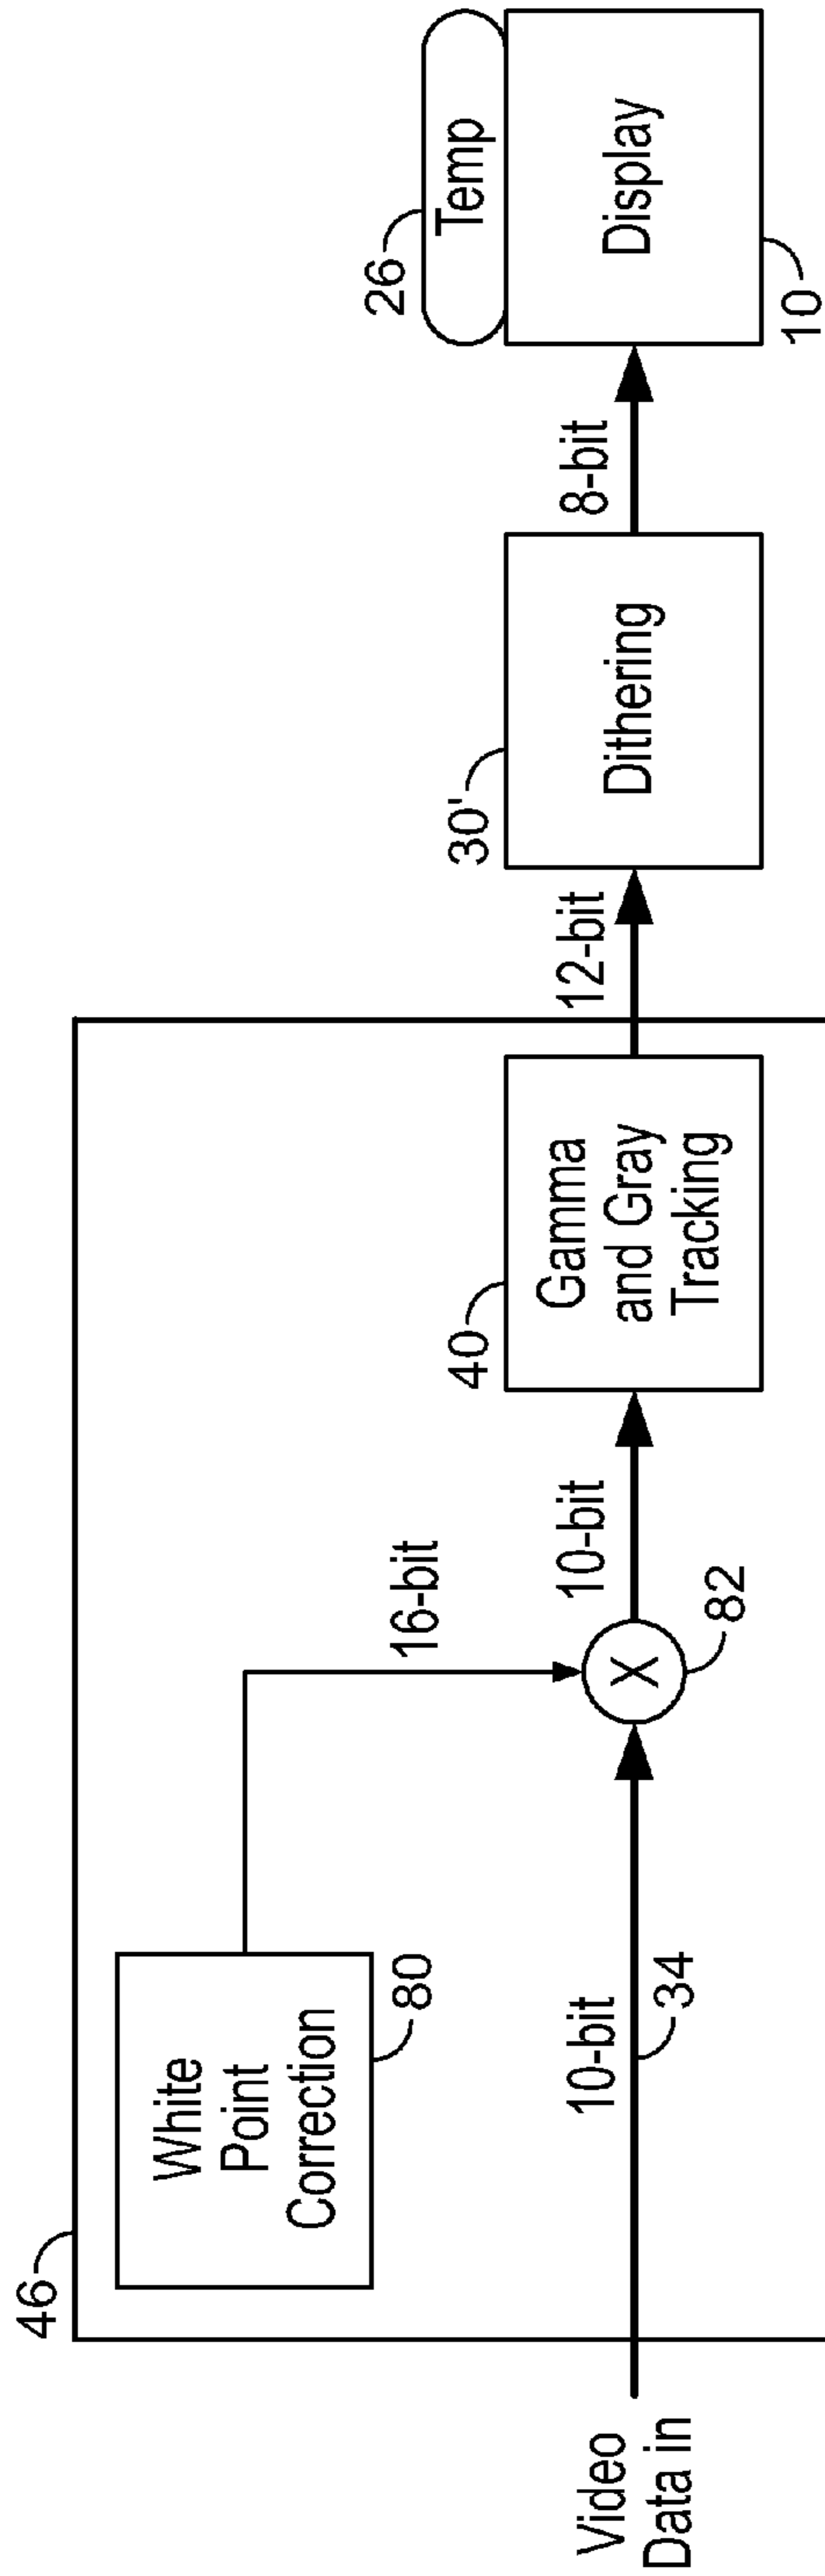 46
White
Point
Correction
80
16-bit
Video
Data in
10-bit
34
X
82
10-bit
40
Gamma
and Gray
Tracking
12-bit
30'
Dithering
8-bit
26
Temp
Display
10